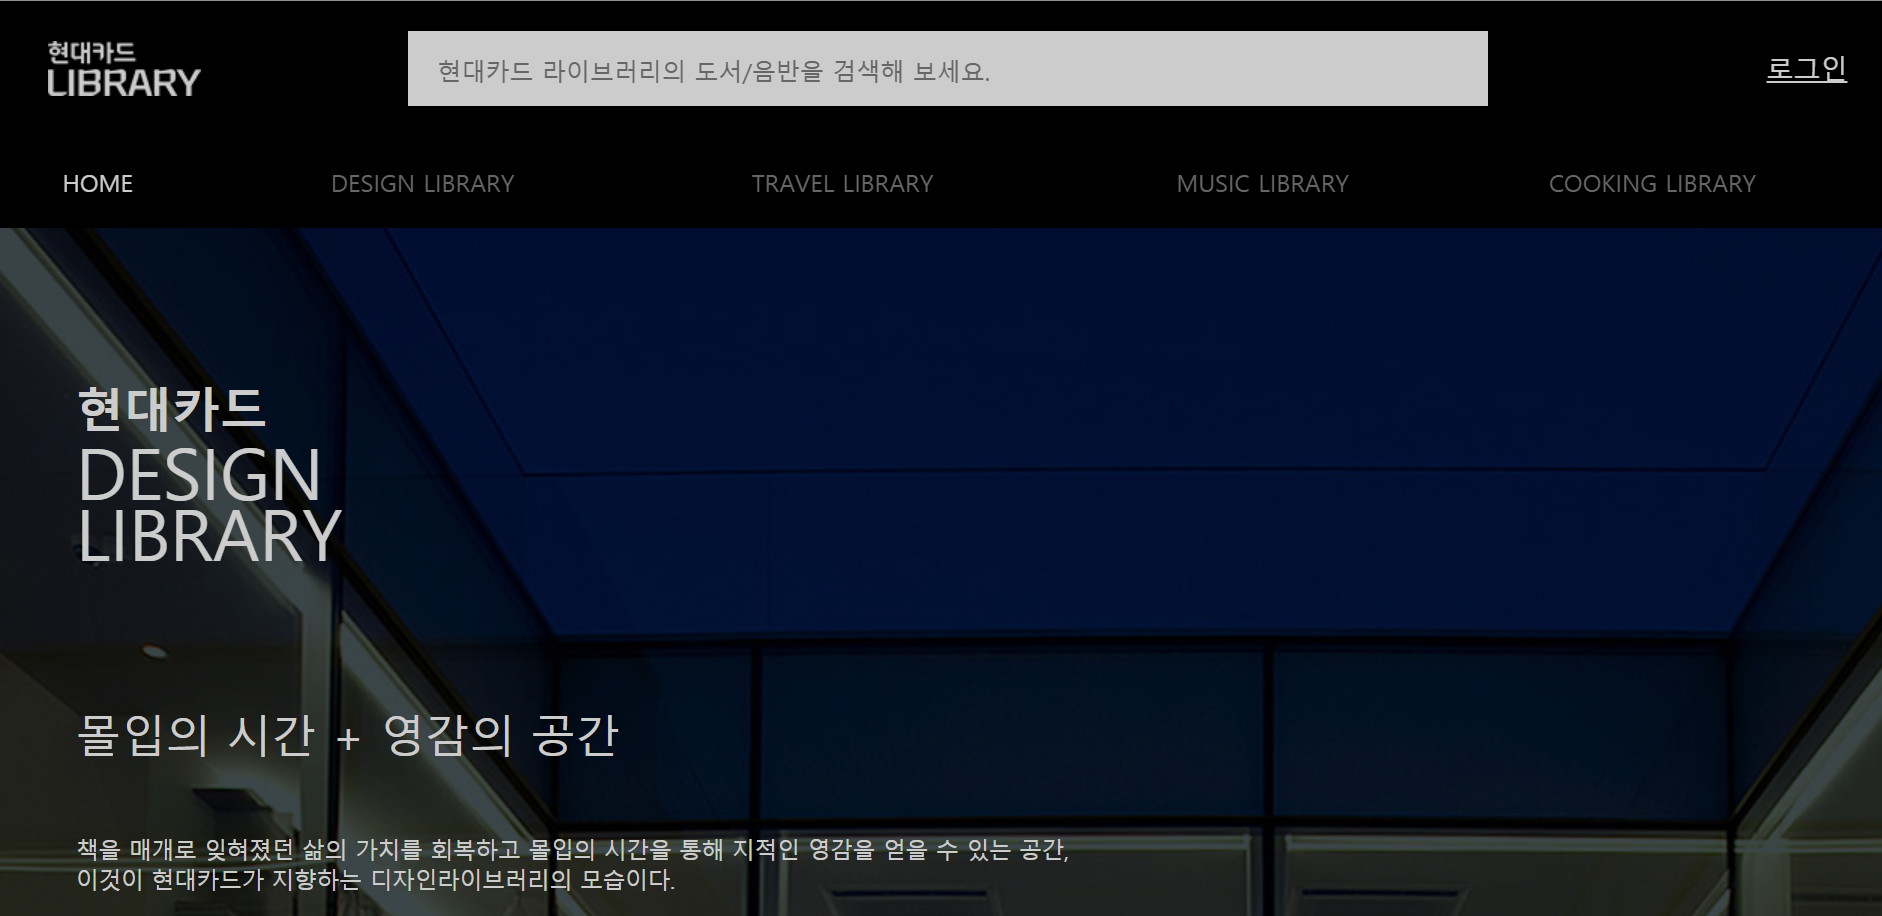 현대카드
LIBRARY
현대카드 라이브러리의 도서/음반을 검색해 보세요.
로그인
HOME
DESIGN LIBRARY
TRAVEL LIBRARY
MUSIC LIBRARY
COOKING LIBRARY
현대카드
DESIGN
LIBRARY
몰입의 시간 + 영감의 공간
책을 매개로 잊혀졌던 삶의 가치를 회복하고 몰입의 시간을 통해 지적인 영감을 얻을 수 있는 공간,
이것이 현대카드가 지향하는 디자인라이브러리의 모습이다.